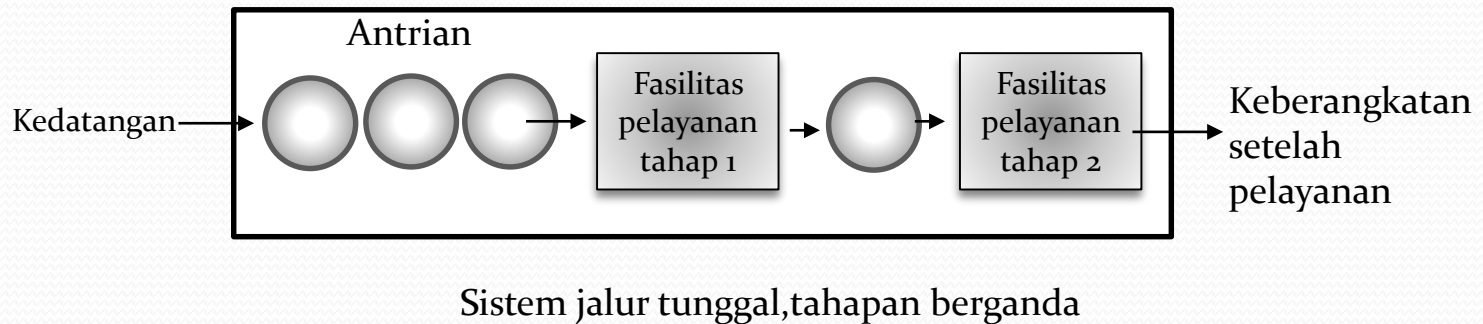 Antrian
Kedatangan
Fasilitas
pelayanan
tahap 1
Fasilitas
pelayanan
tahap 2
Keberangkatan
setelah
pelayanan
Sistem jalur tunggal,tahapan berganda